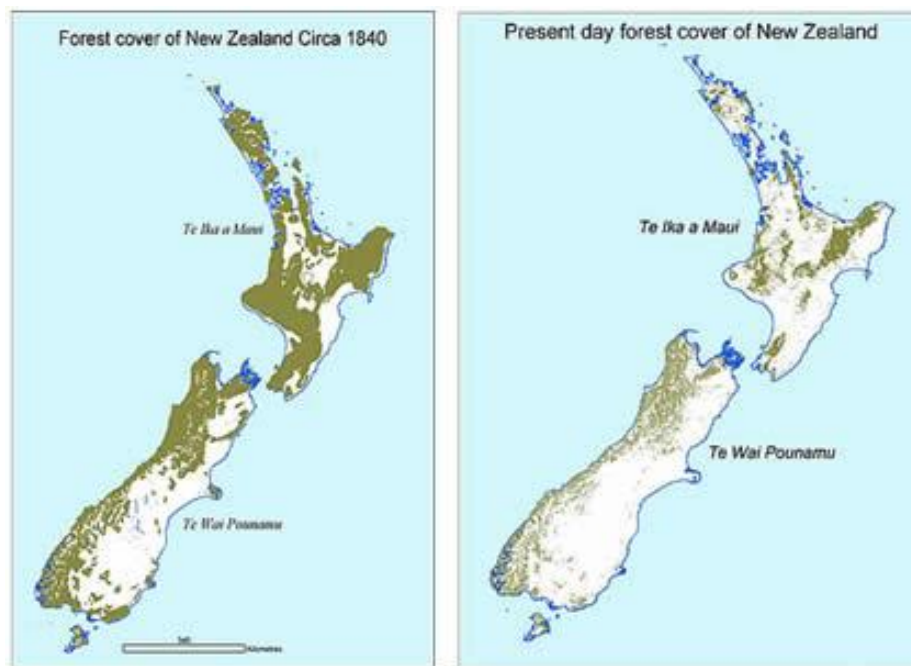 Forest cover of New Zealand Circa 1840
Te Ika a Maui
Te Wai Pounamu
Kilometres
Present day forest cover of New Zealand
Te Ika a Maui
Te Wai Pounamu